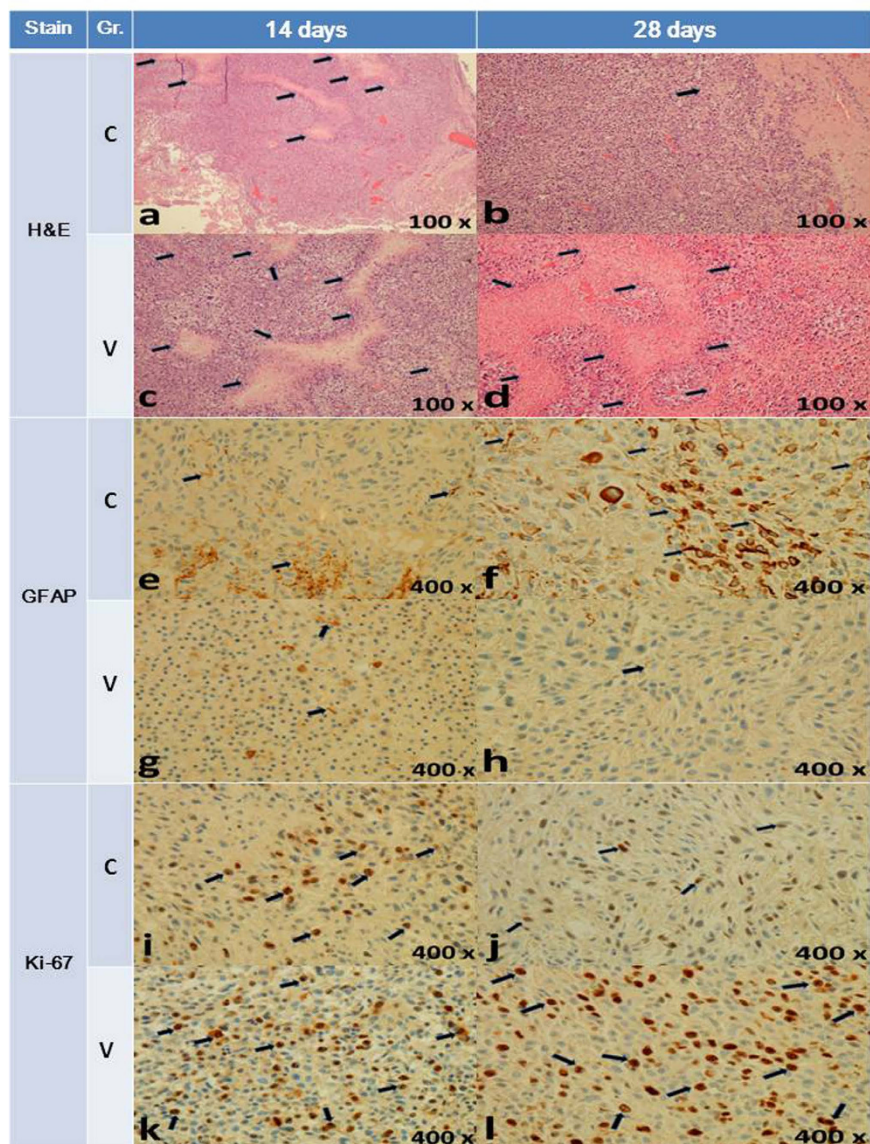 Stain Gr. 14 days 28 days
H&E
C
a 100 x
b 100 x
V
c 100 x
d 100 x
GFAP
C
e 400 x
f 400 x
V
g 400 x
h 400 x
Ki-67
C
i 400 x
j 400 x
V
k 400 x
l 400 x